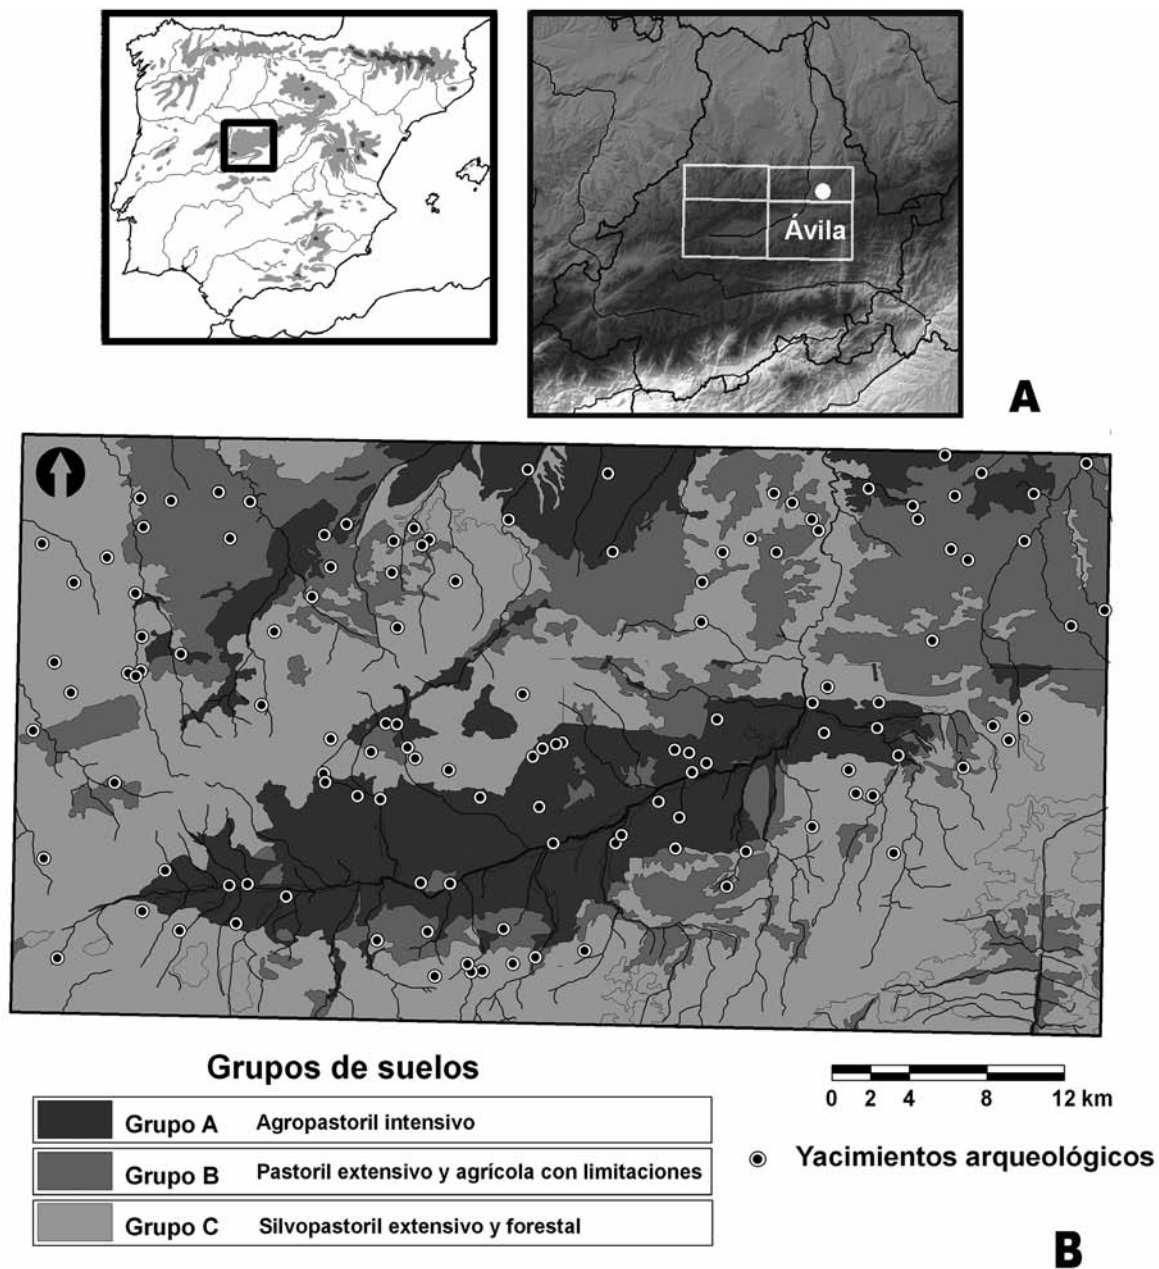 Ávila
A
Grupos de suelos
Grupo A Agropastoril intensivo
Grupo B Pastoril extensivo y agrícola con limitaciones
Grupo C Silvopastoril extensivo y forestal
0 2 4 8 12 km
Yacimientos arqueológicos
B